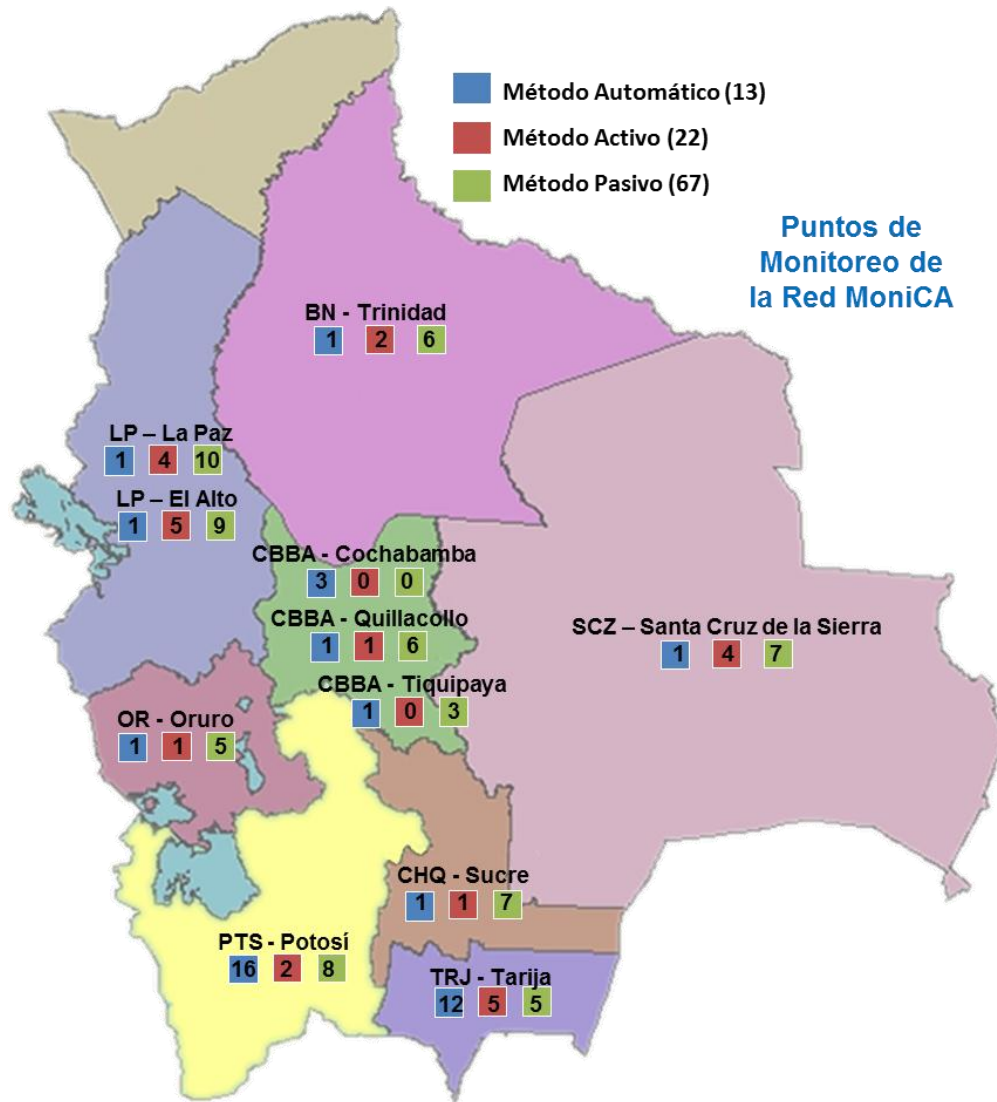 Método Automático (13)
Método Activo (22)
Método Pasivo (67)
Puntos de
Monitoreo de
la Red MoniCA
BN - Trinidad
1 2 6
LP – La Paz
1 4 10
LP – El Alto
1 5 9
CBBA - Cochabamba
3 0 0
CBBA - Quillacollo
1 1 6
SCZ – Santa Cruz de la Sierra
1 4 7
CBBA - Tiquipaya
1 0 3
OR - Oruro
1 1 5
CHQ - Sucre
1 1 7
PTS - Potosí
16 2 8
TRJ - Tarija
12 5 5